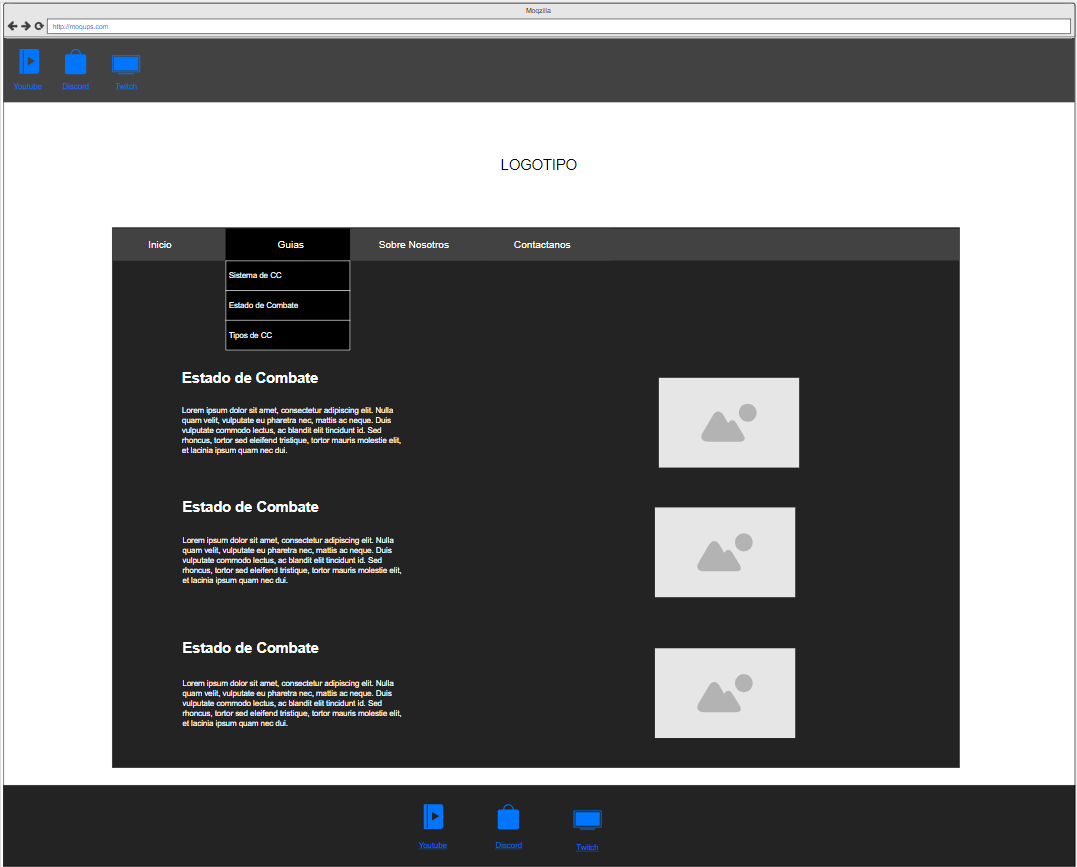 Moqzilla
http://moqups.com
Youtube
Discord
Twitch
LOGOTIPO
Inicio
Guias
Sobre Nosotros
Contactanos
Sistema de CC
Estado de Combate
Tipos de CC
Estado de Combate
Lorem ipsum dolor sit amet, consectetur adipiscing elit. Nulla
quam velit, vulputate eu pharetra nec, mattis ac neque. Duis
vulputate commodo lectus, ac blandit elit tincidunt id. Sed
rhoncus, tortor sed eleifend tristique, tortor mauris molestie elit,
et lacinia ipsum quam nec dui.
Estado de Combate
Lorem ipsum dolor sit amet, consectetur adipiscing elit. Nulla
quam velit, vulputate eu pharetra nec, mattis ac neque. Duis
vulputate commodo lectus, ac blandit elit tincidunt id. Sed
rhoncus, tortor sed eleifend tristique, tortor mauris molestie elit,
et lacinia ipsum quam nec dui.
Estado de Combate
Lorem ipsum dolor sit amet, consectetur adipiscing elit. Nulla
quam velit, vulputate eu pharetra nec, mattis ac neque. Duis
vulputate commodo lectus, ac blandit elit tincidunt id. Sed
rhoncus, tortor sed eleifend tristique, tortor mauris molestie elit,
et lacinia ipsum quam nec dui.
Youtube
Discord
Twitch